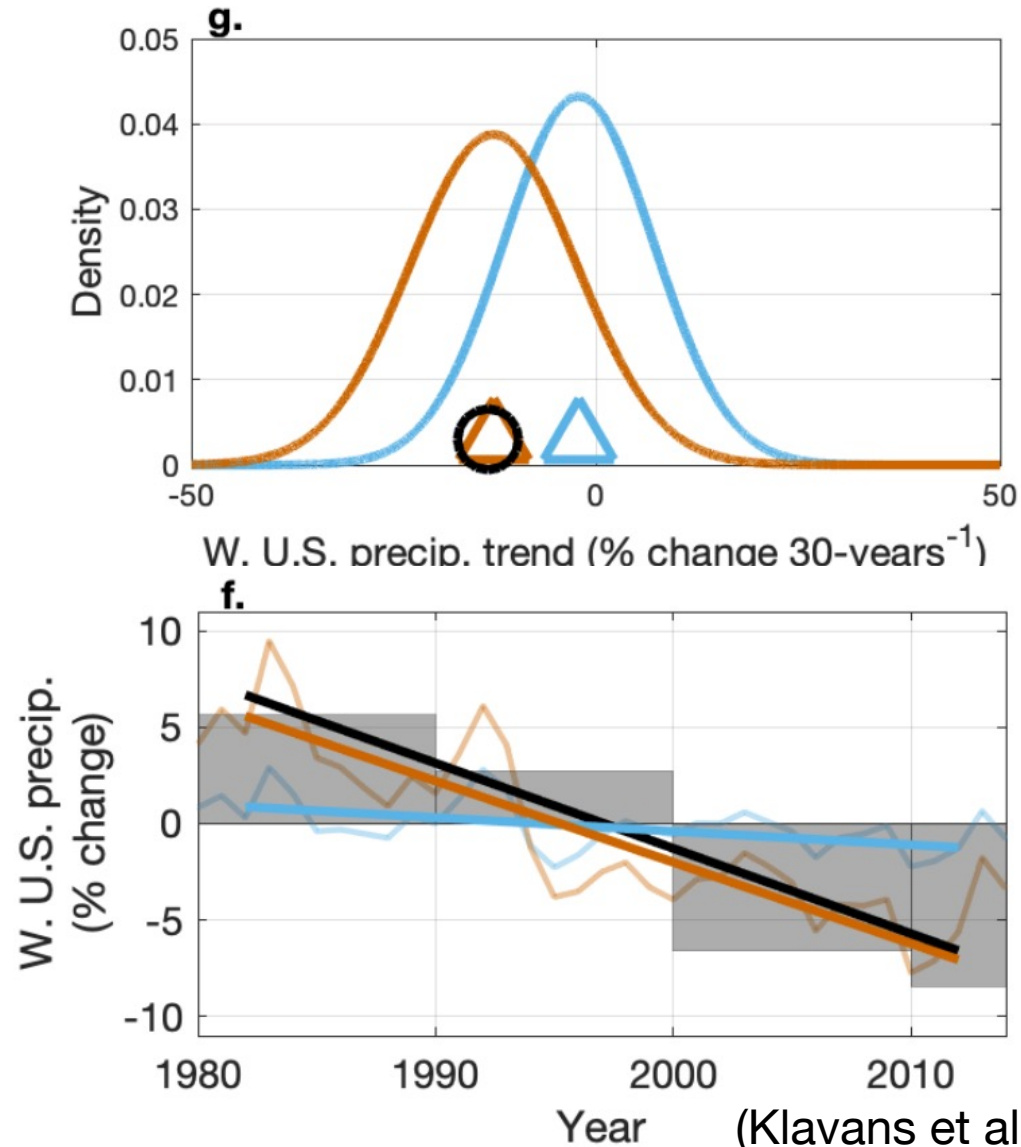 g.
0.05
0.04
0.03
0.02
0.01
0
Density
-50 0 50
W. U.S. precip. trend (% change 30-years⁻¹)
f.
10
5
0
-5
-10
W. U.S. precip.
(% change)
1980 1990 2000 2010
Year
(Klavans et al